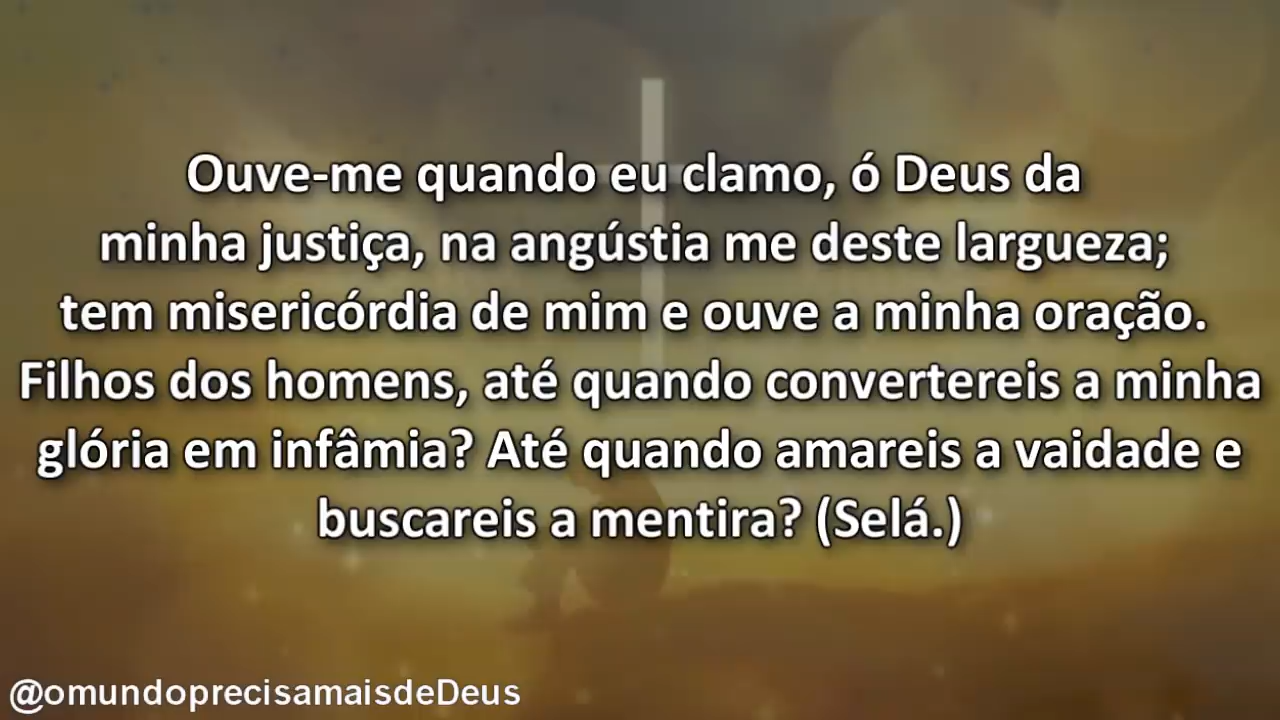 Ouve-me quando eu clamo, ó Deus da
minha justiça, na angústia me deste largueza;
tem misericórdia de mim e ouve a minha oração.
Filhos dos homens, até quando convertereis a minha
glória em infâmia? Até quando amareis a vaidade e
buscareis a mentira? (Selá.)
@omundoprecisamaisdeDeus